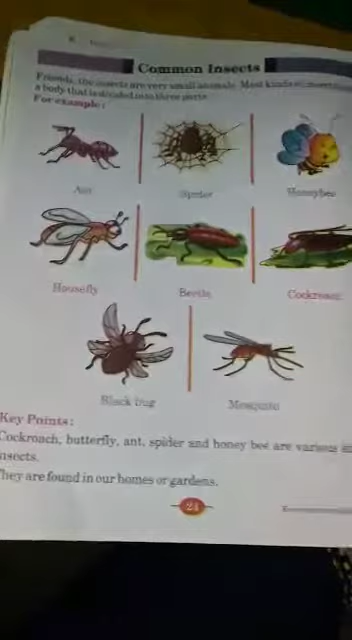 Common Insects
Friends, the insects are very small animals. Most kinds
a body that is divided into three parts.
For example:
Ant
Spider
Honeybee
Housefly
Beetle
Cockroach
Black bug
Mosquito
Key Points:
Cockroach, butterfly, ant, spider and honey bee are various
insects.
They are found in our homes or gardens.
24